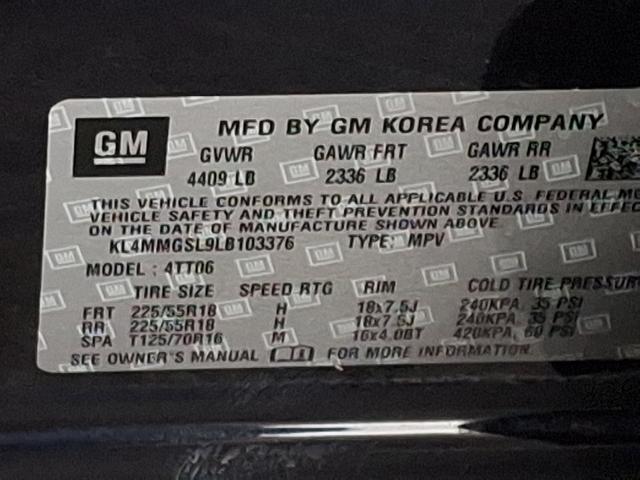 GM
MFD BY GM KOREA COMPANY
GVWR GAWR FRT GAWR RR
4409 LB 2336 LB 2336 LB
THIS VEHICLE CONFORMS TO ALL APPLICABLE U.S. FEDERAL
VEHICLE AND THEFT PREVENTION STANDARDS IN EFFEC
ON THE DATE OF MANUFACTURE SHOWN ABOVE
KL4MMGSL9LB103376 TYPE: MPV
MODEL: 4TT06
TIRE SIZE SPEED RTG RIM COLD TIRE PRESSUR
FRT 225/55R18 H 18x7.5J 240KPA, 35 PSI
RR 225/55R18 H 18x7.5J 240KPA, 35 PSI
SPA T125/70R16 M 16x4.0BT 420KPA, 60 PSI
SEE OWNER'S MANUAL FOR MORE INFORMATION